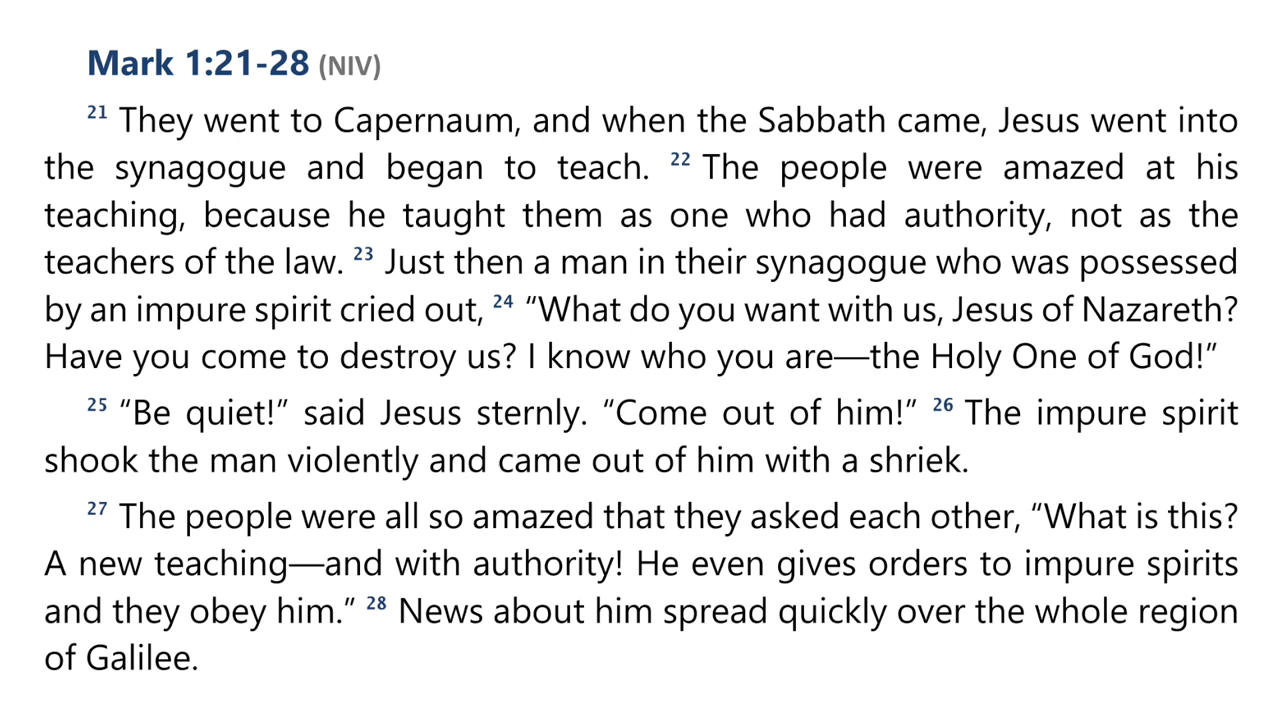 Mark 1:21-28 (NIV)
21 They went to Capernaum, and when the Sabbath came, Jesus went into
the synagogue and began to teach. 22 The people were amazed at his
teaching, because he taught them as one who had authority, not as the
teachers of the law. 23 Just then a man in their synagogue who was possessed
by an impure spirit cried out, 24 “What do you want with us, Jesus of Nazareth?
Have you come to destroy us? I know who you are—the Holy One of God!”
25 “Be quiet!” said Jesus sternly. “Come out of him!” 26 The impure spirit
shook the man violently and came out of him with a shriek.
27 The people were all so amazed that they asked each other, “What is this?
A new teaching—and with authority! He even gives orders to impure spirits
and they obey him.” 28 News about him spread quickly over the whole region
of Galilee.